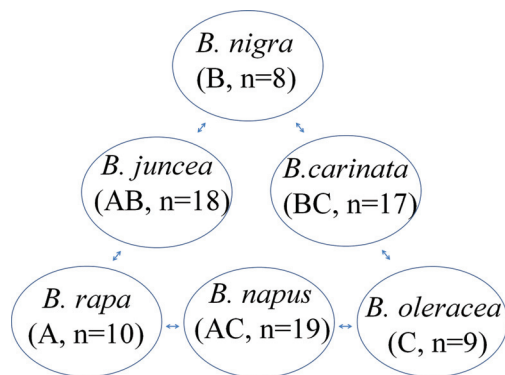 B. nigra
(B, n=8)
B. juncea
(AB, n=18)
B.carinata
(BC, n=17)
B. rapa
(A, n=10)
B. napus
(AC, n=19)
B. oleracea
(C, n=9)